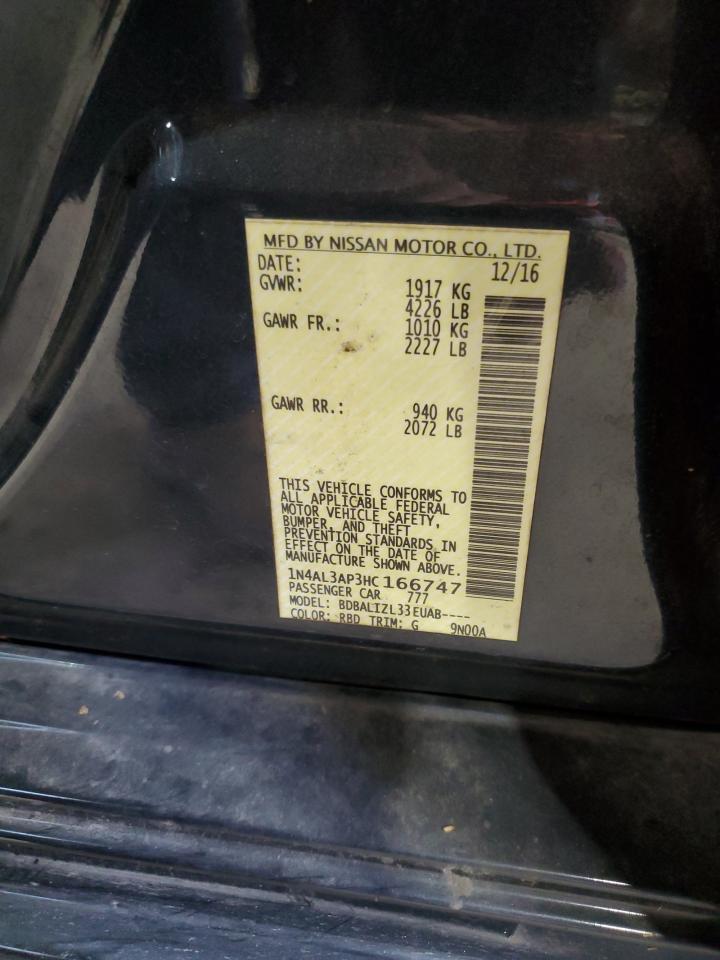 MFD BY NISSAN MOTOR CO., LTD.
DATE: 12/16
GVWR: 1917 KG
4226 LB
GAWR FR.: 1010 KG
2227 LB
GAWR RR.: 940 KG
2072 LB
THIS VEHICLE CONFORMS TO
ALL APPLICABLE FEDERAL
MOTOR VEHICLE SAFETY,
BUMPER, AND THEFT
PREVENTION STANDARDS IN
EFFECT ON THE DATE OF
MANUFACTURE SHOWN ABOVE.
1N4AL3AP3HC166747
PASSENGER CAR 777
MODEL: BDBALIZL33EUAB----
COLOR: RBD TRIM: G 9N00A